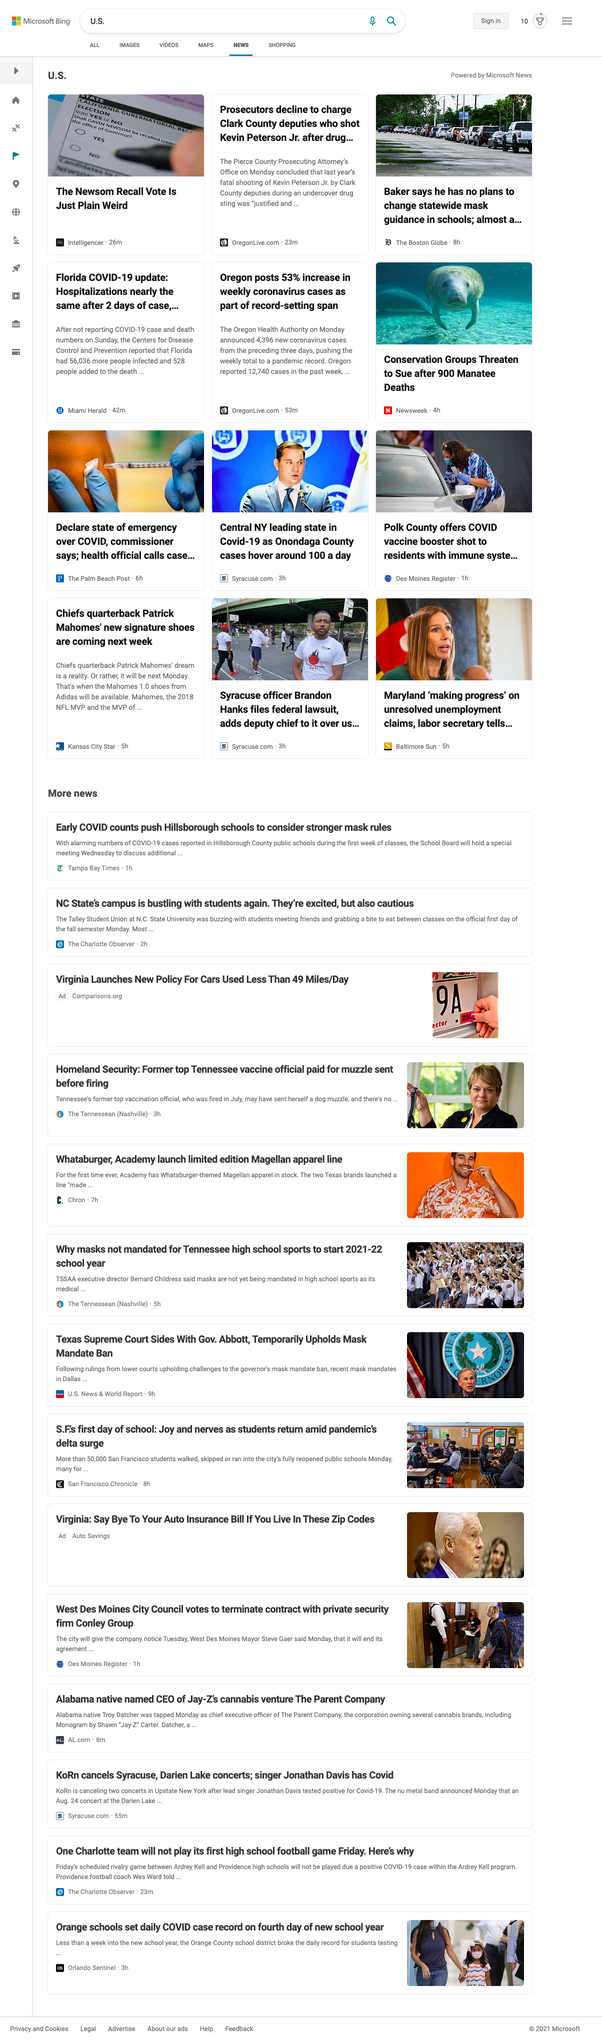 Microsoft Bing
U.S.
Sign in
10
ALL IMAGES VIDEOS MAPS NEWS SHOPPING
U.S.
Powered by Microsoft News
The Newsom Recall Vote Is
Just Plain Weird
Intelligencer · 26m
Prosecutors decline to charge
Clark County deputies who shot
Kevin Peterson Jr. after drug...
The Pierce County Prosecuting Attorney's
Office on Monday concluded that last year's
fatal shooting of Kevin Peterson Jr. by Clark
County deputies during an undercover drug
sting was "justified and ...
OregonLive.com · 23m
Baker says he has no plans to
change statewide mask
guidance in schools; almost a...
The Boston Globe · 8h
Florida COVID-19 update:
Hospitalizations nearly the
same after 2 days of case,...
After not reporting COVID-19 case and death
numbers on Sunday, the Centers for Disease
Control and Prevention reported that Florida
had 56,036 more people infected and 528
people added to the death ...
Miami Herald · 42m
Oregon posts 53% increase in
weekly coronavirus cases as
part of record-setting span
The Oregon Health Authority on Monday
announced 4,396 new coronavirus cases
from the preceding three days, pushing the
weekly total to a pandemic record. Oregon
reported 12,740 cases in the past week, ...
OregonLive.com · 53m
Conservation Groups Threaten
to Sue after 900 Manatee
Deaths
Newsweek · 4h
Declare state of emergency
over COVID, commissioner
says; health official calls case...
The Palm Beach Post · 6h
Central NY leading state in
Covid-19 as Onondaga County
cases hover around 100 a day
Syracuse.com · 3h
Polk County offers COVID
vaccine booster shot to
residents with immune syste...
Des Moines Register · 1h
Chiefs quarterback Patrick
Mahomes' new signature shoes
are coming next week
Chiefs quarterback Patrick Mahomes' dream
is a reality. Or rather, it will be next Monday.
That's when the Mahomes 1.0 shoes from
Adidas will be available. Mahomes, the 2018
NFL MVP and the MVP of ...
Kansas City Star · 5h
Syracuse officer Brandon
Hanks files federal lawsuit,
adds deputy chief to it over us...
Syracuse.com · 3h
Maryland 'making progress' on
unresolved unemployment
claims, labor secretary tells...
Baltimore Sun · 5h
More news
Early COVID counts push Hillsborough schools to consider stronger mask rules
With alarming numbers of COVID-19 cases reported in Hillsborough County public schools during the first week of classes, the School Board will hold a special
meeting Wednesday to discuss additional ...
Tampa Bay Times · 1h
NC State's campus is bustling with students again. They're excited, but also cautious
The Talley Student Union at N.C. State University was buzzing with students meeting friends and grabbing a bite to eat between classes on the official first day of
the fall semester Monday. Most ...
The Charlotte Observer · 2h
Virginia Launches New Policy For Cars Used Less Than 49 Miles/Day
Ad Comparisons.org
9A
Homeland Security: Former top Tennessee vaccine official paid for muzzle sent
before firing
Tennessee's former top vaccination official, who was fired in July, may have sent herself a dog muzzle, and there's no ...
The Tennessean (Nashville) · 3h
Whataburger, Academy launch limited edition Magellan apparel line
For the first time ever, Academy has Whataburger-themed Magellan apparel in stock. The two Texas brands launched a
line "made ...
Chron · 7h
Why masks not mandated for Tennessee high school sports to start 2021-22
school year
TSSAA executive director Bernard Childress said masks are not yet being mandated in high school sports as its
medical ...
The Tennessean (Nashville) · 5h
Texas Supreme Court Sides With Gov. Abbott, Temporarily Upholds Mask
Mandate Ban
Following rulings from lower courts upholding challenges to the governor's mask mandate ban, recent mask mandates
in Dallas ...
U.S. News & World Report · 9h
S.F.'s first day of school: Joy and nerves as students return amid pandemic's
delta surge
More than 50,000 San Francisco students walked, skipped or ran into the city's fully reopened public schools Monday,
many for ...
San Francisco Chronicle · 8h
Virginia: Say Bye To Your Auto Insurance Bill If You Live In These Zip Codes
Ad Auto Savings
West Des Moines City Council votes to terminate contract with private security
firm Conley Group
The city will give the company notice Tuesday, West Des Moines Mayor Steve Gaer said Monday, that it will end its
agreement ...
Des Moines Register · 1h
Alabama native named CEO of Jay-Z's cannabis venture The Parent Company
Alabama native Troy Datcher was tapped Monday as chief executive officer of The Parent Company, the corporation owning several cannabis brands, including
Monogram by Shawn "Jay-Z" Carter. Datcher, a ...
AL.com · 8m
KoRn cancels Syracuse, Darien Lake concerts; singer Jonathan Davis has Covid
KoRn is canceling two concerts in Upstate New York after lead singer Jonathan Davis tested positive for Covid-19. The nu metal band announced Monday that an
Aug. 24 concert at the Darien Lake ...
Syracuse.com · 55m
One Charlotte team will not play its first high school football game Friday. Here's why
Friday's scheduled rivalry game between Ardrey Kell and Providence high schools will not be played due a positive COVID-19 case within the Ardrey Kell program.
Providence football coach Wes Ward told ...
The Charlotte Observer · 23m
Orange schools set daily COVID case record on fourth day of new school year
Less than a week into the new school year, the Orange County school district broke the daily record for students testing
...
Orlando Sentinel · 3h
Privacy and Cookies Legal Advertise About our ads Help Feedback
© 2021 Microsoft